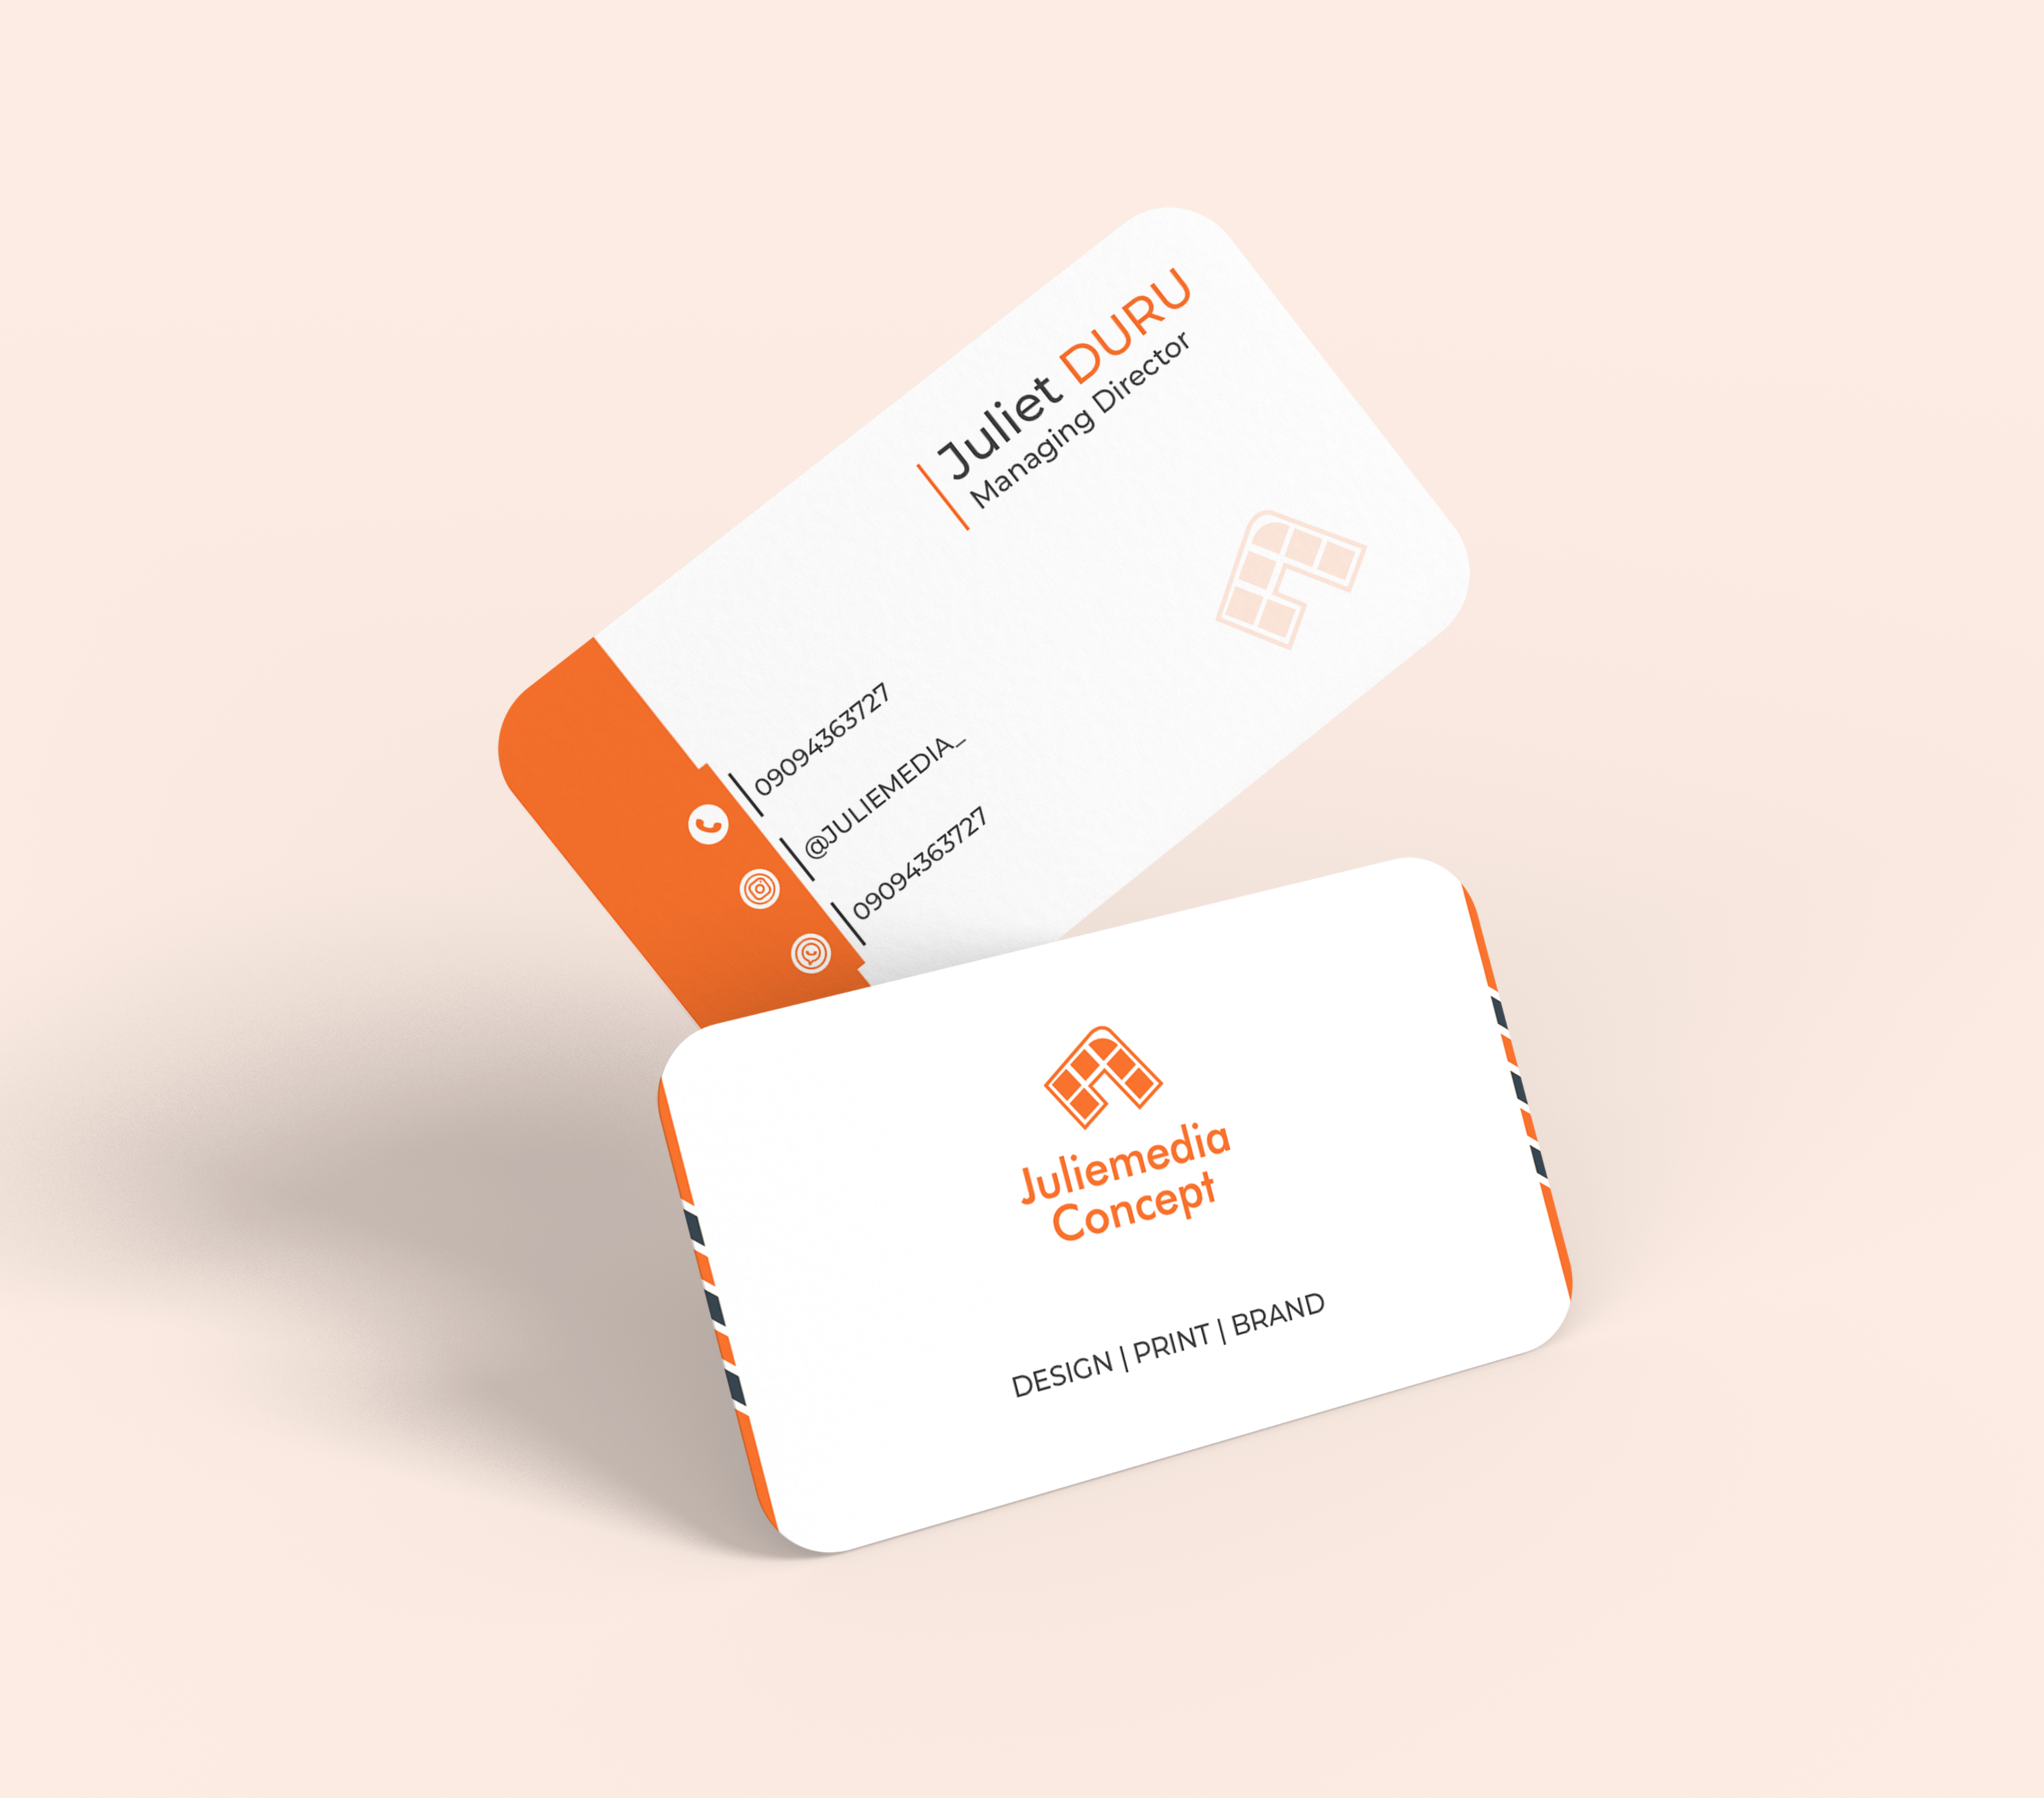 Juliet DURU
Managing Director
09094363727
@JULIEMEDIA_
09094363727
Juliemedia
Concept
DESIGN | PRINT | BRAND